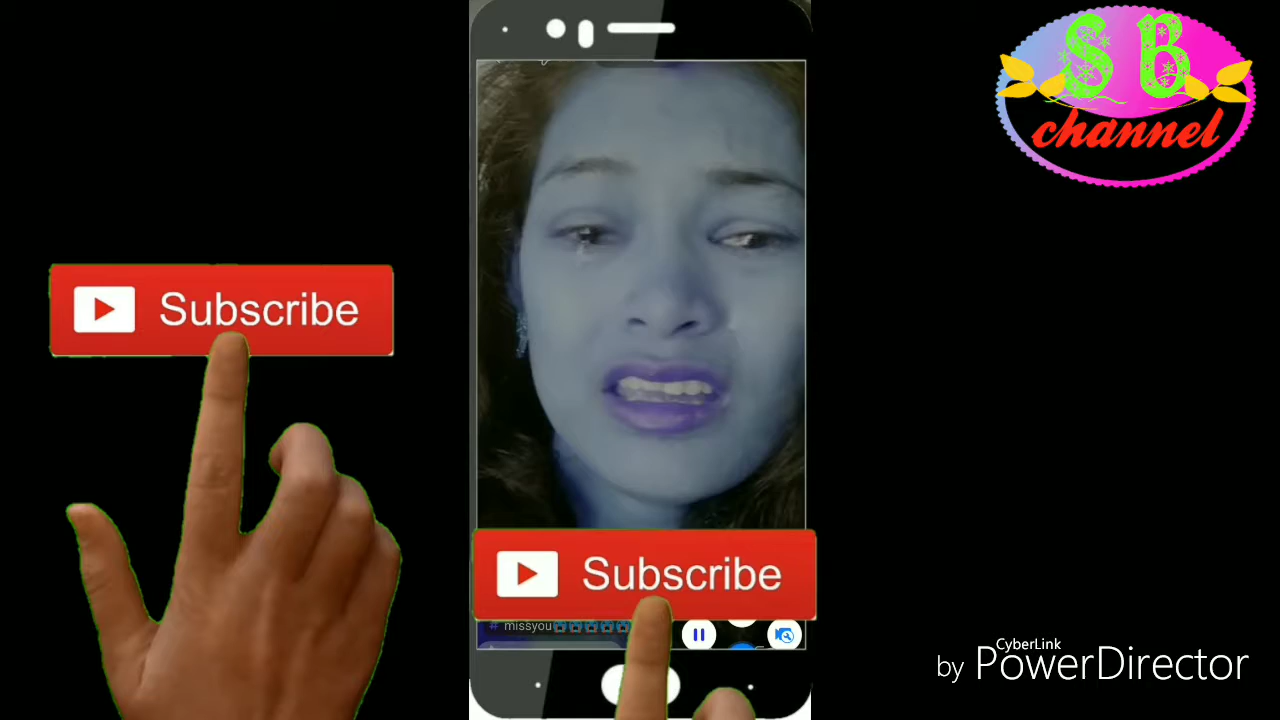 S B
channel
Subscribe
Subscribe
# missyou
CyberLink
by PowerDirector